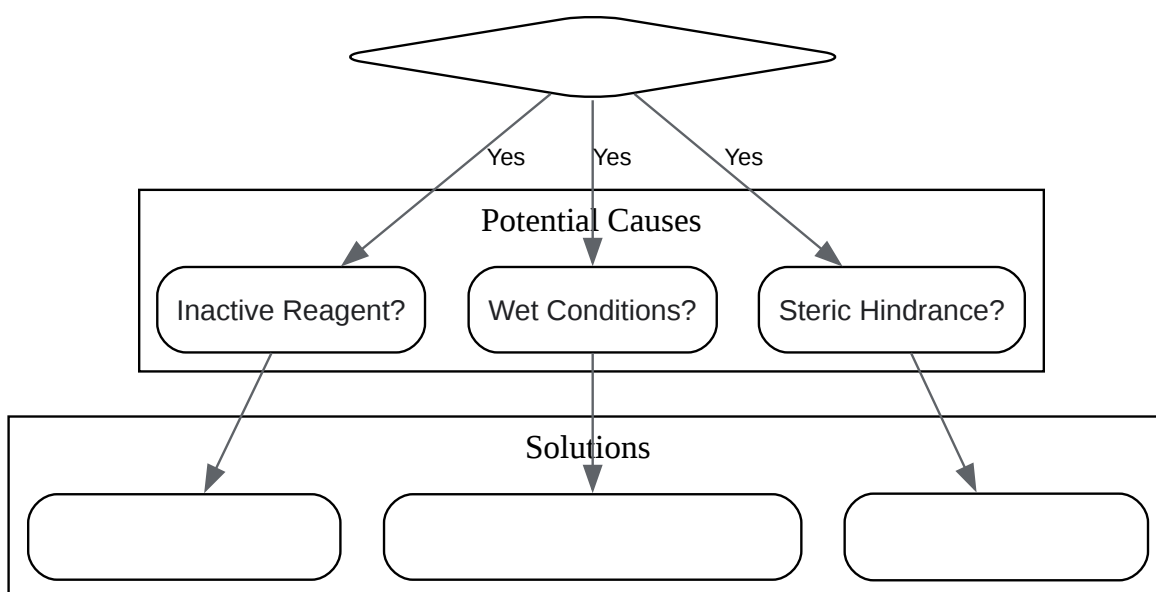 Yes
Yes
Yes
Potential Causes
Inactive Reagent?
Wet Conditions?
Steric Hindrance?
Solutions